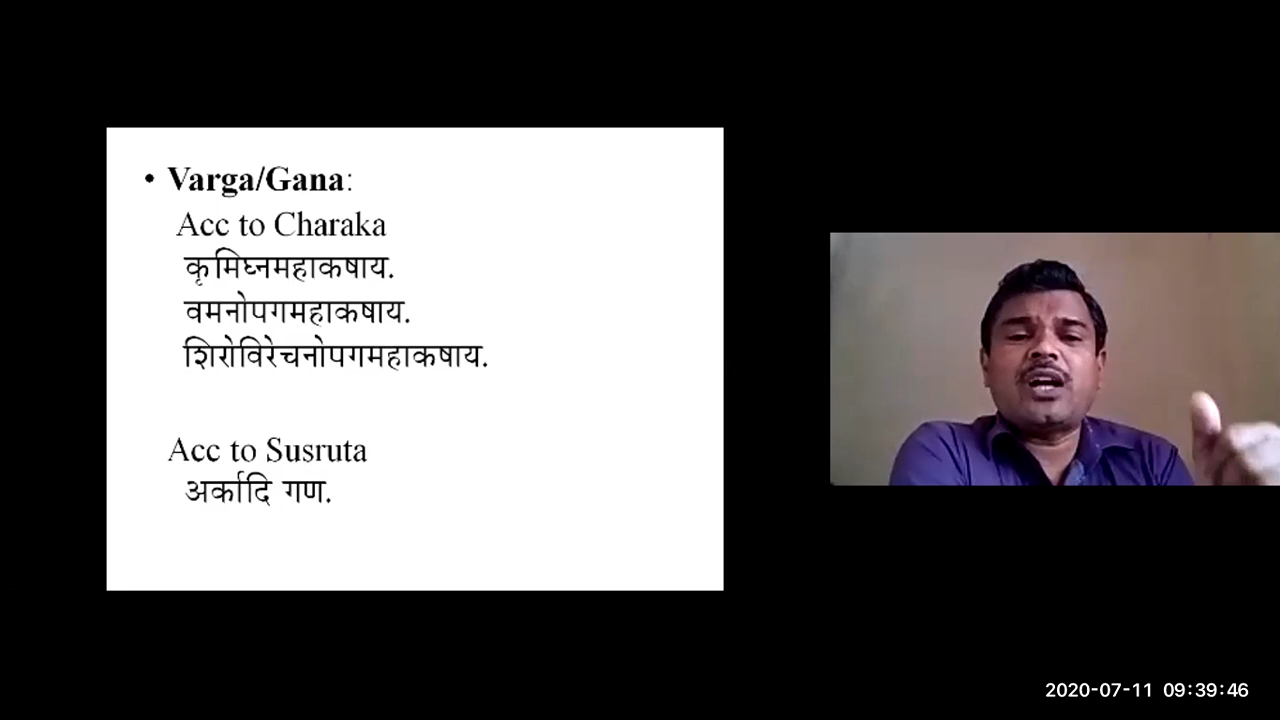 • Varga/Gana:
Acc to Charaka
कृमिघ्नमहाकषाय.
वमनोपगमहाकषाय.
शिरोविरेचनोपगमहाकषाय.
Acc to Susruta
अर्कादि गण.
2020-07-11 09:39:46